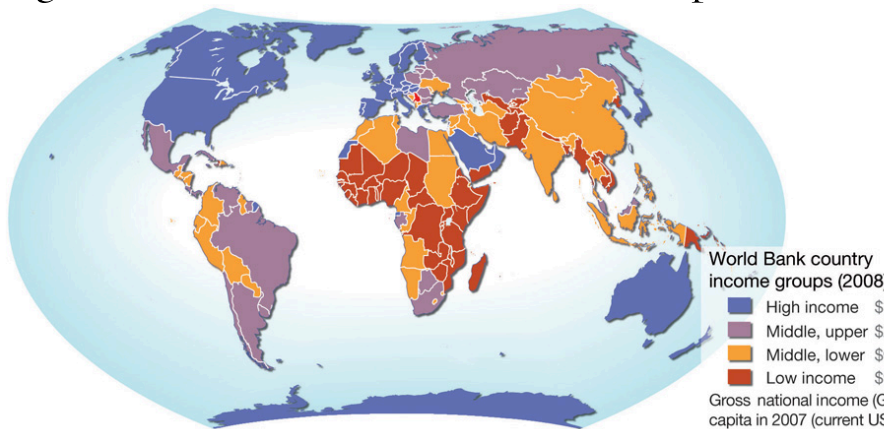 World Bank country
income groups (2008
High income $
Middle, upper $
Middle, lower $
Low income $
Gross national income (G
capita in 2007 (current US